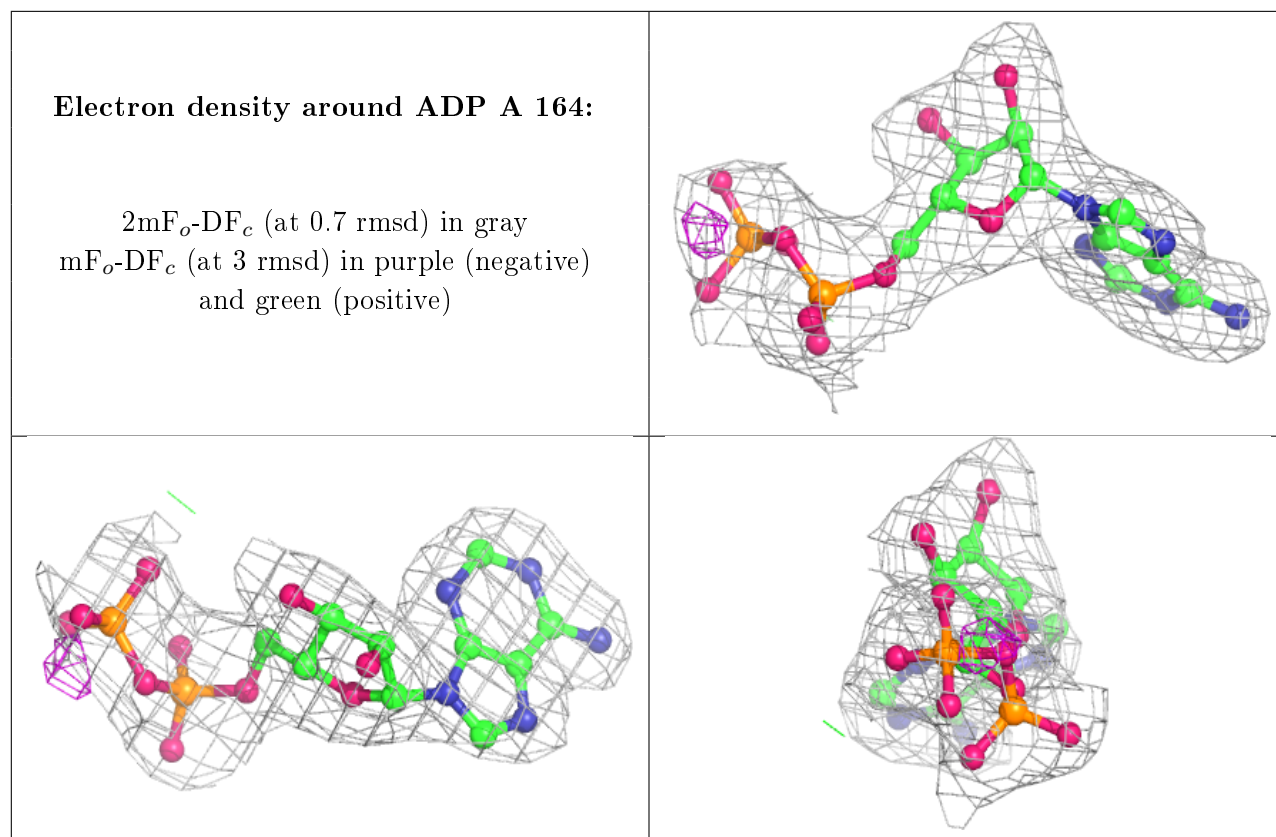 Electron density around ADP A 164:
2mFₒ-DF𝒸 (at 0.7 rmsd) in gray
mFₒ-DF𝒸 (at 3 rmsd) in purple (negative)
and green (positive)